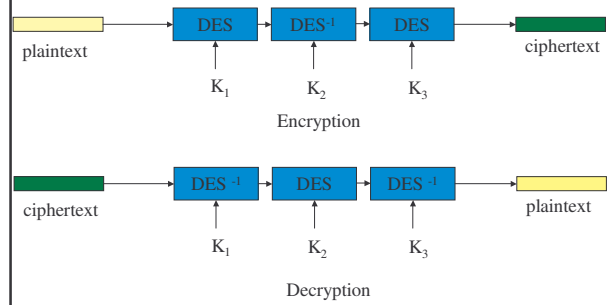 DES DES⁻¹ DES
plaintext ciphertext
K₁ K₂ K₃
Encryption
DES ⁻¹ DES DES ⁻¹
ciphertext plaintext
K₁ K₂ K₃
Decryption